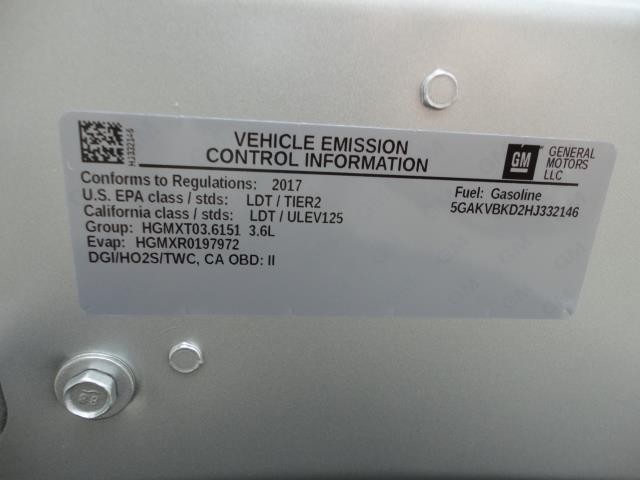 HJ332146
VEHICLE EMISSION
CONTROL INFORMATION
GM
GENERAL
MOTORS
LLC
Conforms to Regulations: 2017
U.S. EPA class / stds: LDT / TIER2
California class / stds: LDT / ULEV125
Group: HGMXT03.6151 3.6L
Evap: HGMXR0197972
DGI/HO2S/TWC, CA OBD: II
Fuel: Gasoline
5GAKVBKD2HJ332146